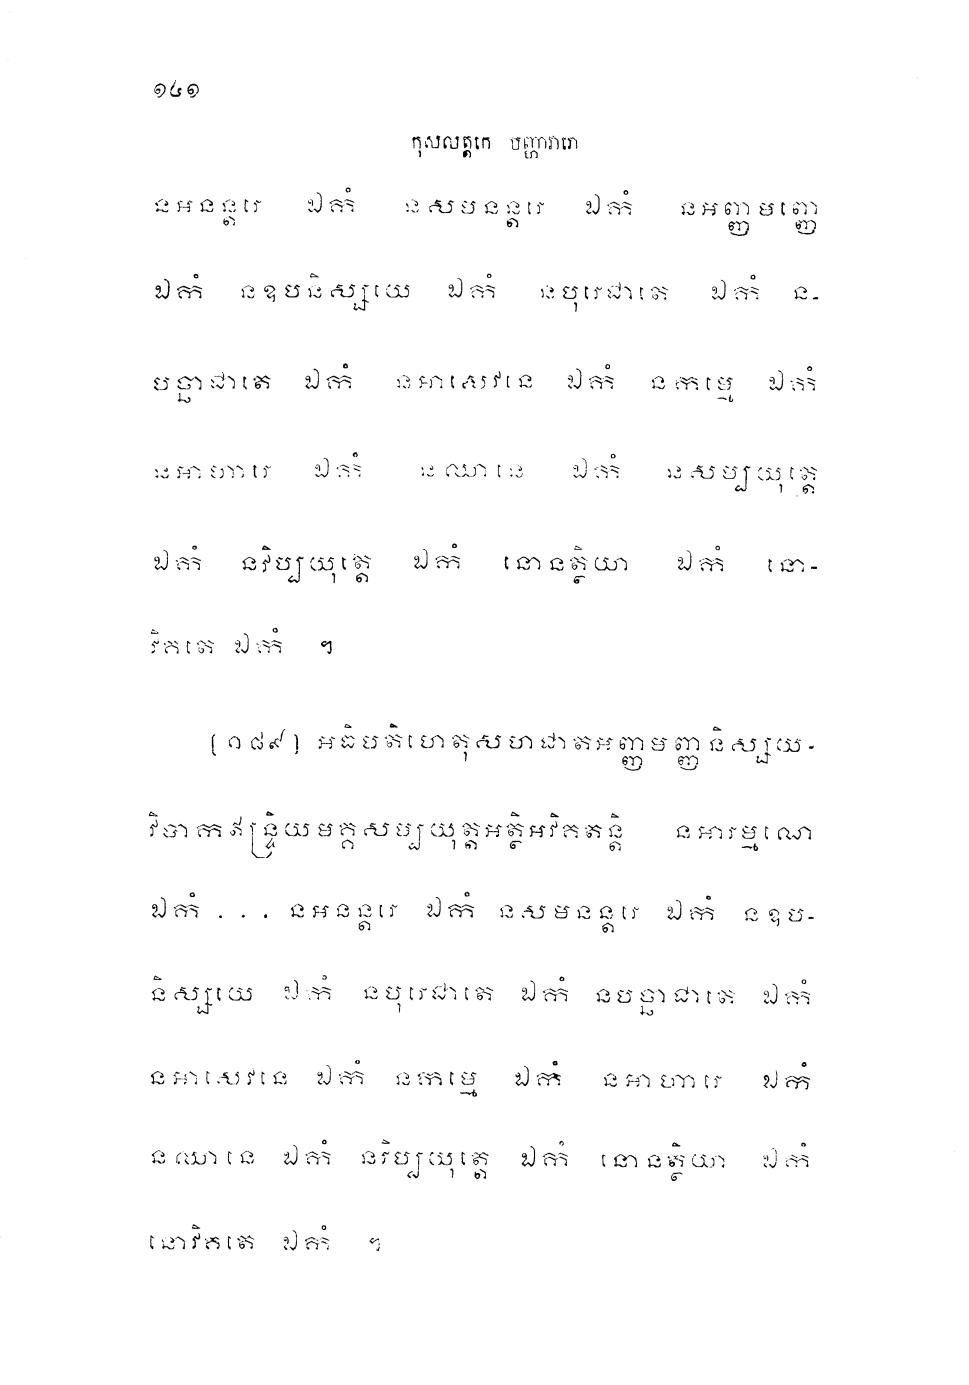 ១៤១
កុសលត្តិកេ បញ្ហាវារោ
នអនន្តរេ ឯកំ នសមនន្តរេ ឯកំ នអញ្ញមញ្ញេ
ឯកំ នឧបនិស្សយេ ឯកំ នបុរេជាតេ ឯកំ ន-
បច្ឆាជាតេ ឯកំ នអាសេវនេ ឯកំ នកម្មេ ឯកំ
នអាហារេ ឯកំ នឈានេ ឯកំ នសម្បយុត្តេ
ឯកំ នវិប្បយុត្តេ ឯកំ នោនត្ថិយា ឯកំ នោ-
វិគតេ ឯកំ ។
[១៨៩] អធិបតិហេតុសហជាតអញ្ញមញ្ញនិស្សយ-
វិបាកឥន្ទ្រិយមគ្គសម្បយុត្តអត្ថិអវិគតន្តិ នអារម្មណេ
ឯកំ . . . នអនន្តរេ ឯកំ នសមនន្តរេ ឯកំ នឧប-
និស្សយេ ឯកំ នបុរេជាតេ ឯកំ នបច្ឆាជាតេ ឯកំ
នអាសេវនេ ឯកំ នកម្មេ ឯកំ នអាហារេ ឯកំ
នឈានេ ឯកំ នវិប្បយុត្តេ ឯកំ នោនត្ថិយា ឯកំ
នោវិគតេ ឯកំ ។